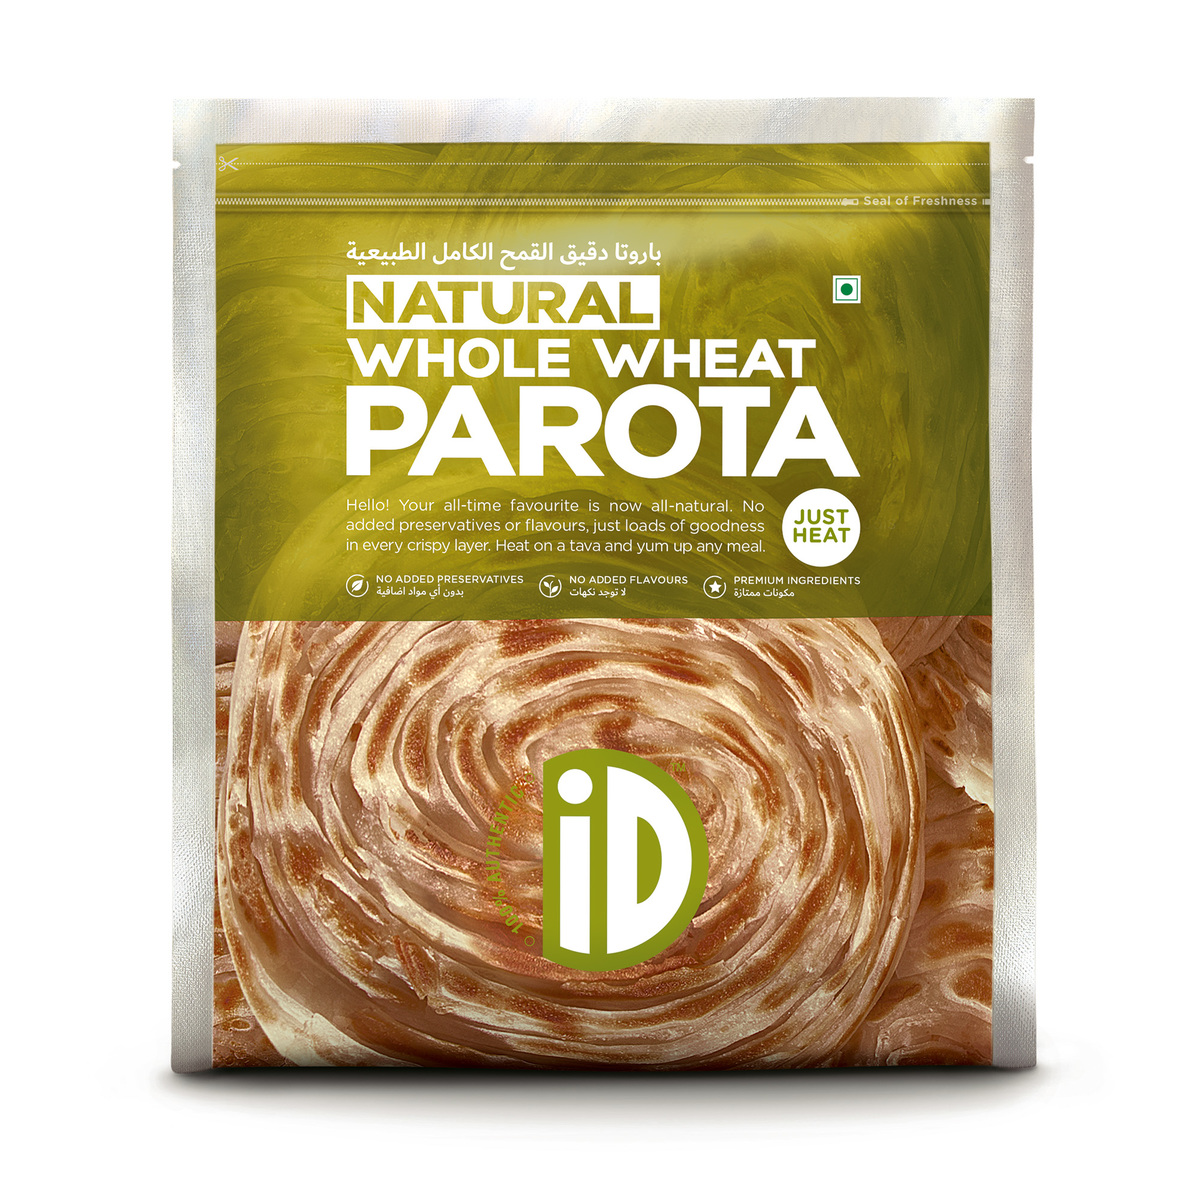 Seal of Freshness
باروتا دقيق القمح الكامل الطبيعية
NATURAL
WHOLE WHEAT
PAROTA
Hello! Your all-time favourite is now all-natural. No
added preservatives or flavours, just loads of goodness
in every crispy layer. Heat on a tava and yum up any meal.
JUST
HEAT
NO ADDED PRESERVATIVES
بدون أي مواد اضافية
NO ADDED FLAVOURS
لا توجد نكهات
PREMIUM INGREDIENTS
مكونات ممتازة
100% AUTHENTIC
iD™